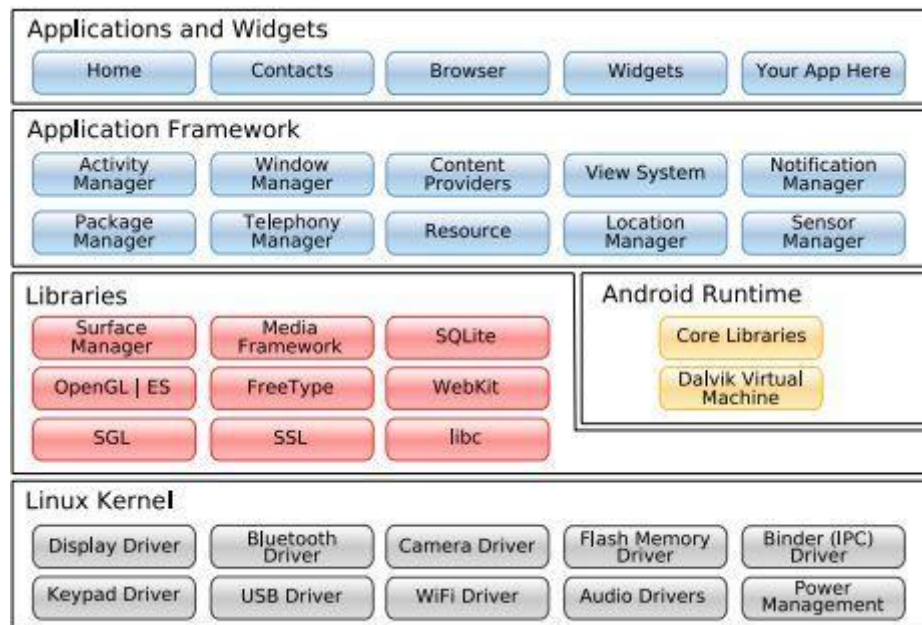 Applications and Widgets
Home Contacts Browser Widgets Your App Here
Application Framework
Activity Manager Window Manager Content Providers View System Notification Manager
Package Manager Telephony Manager Resource Location Manager Sensor Manager
Libraries
Surface Manager Media Framework SQLite
OpenGL | ES FreeType WebKit
SGL SSL libc
Android Runtime
Core Libraries
Dalvik Virtual Machine
Linux Kernel
Display Driver Bluetooth Driver Camera Driver Flash Memory Driver Binder (IPC) Driver
Keypad Driver USB Driver WiFi Driver Audio Drivers Power Management